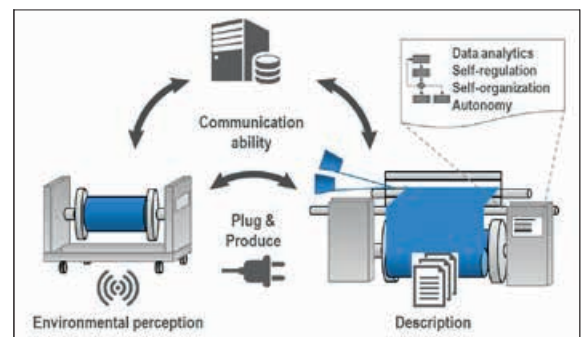 Data analytics
Self-regulation
Self-organization
Autonomy
Communication
ability
Plug &
Produce
Environmental perception
Description